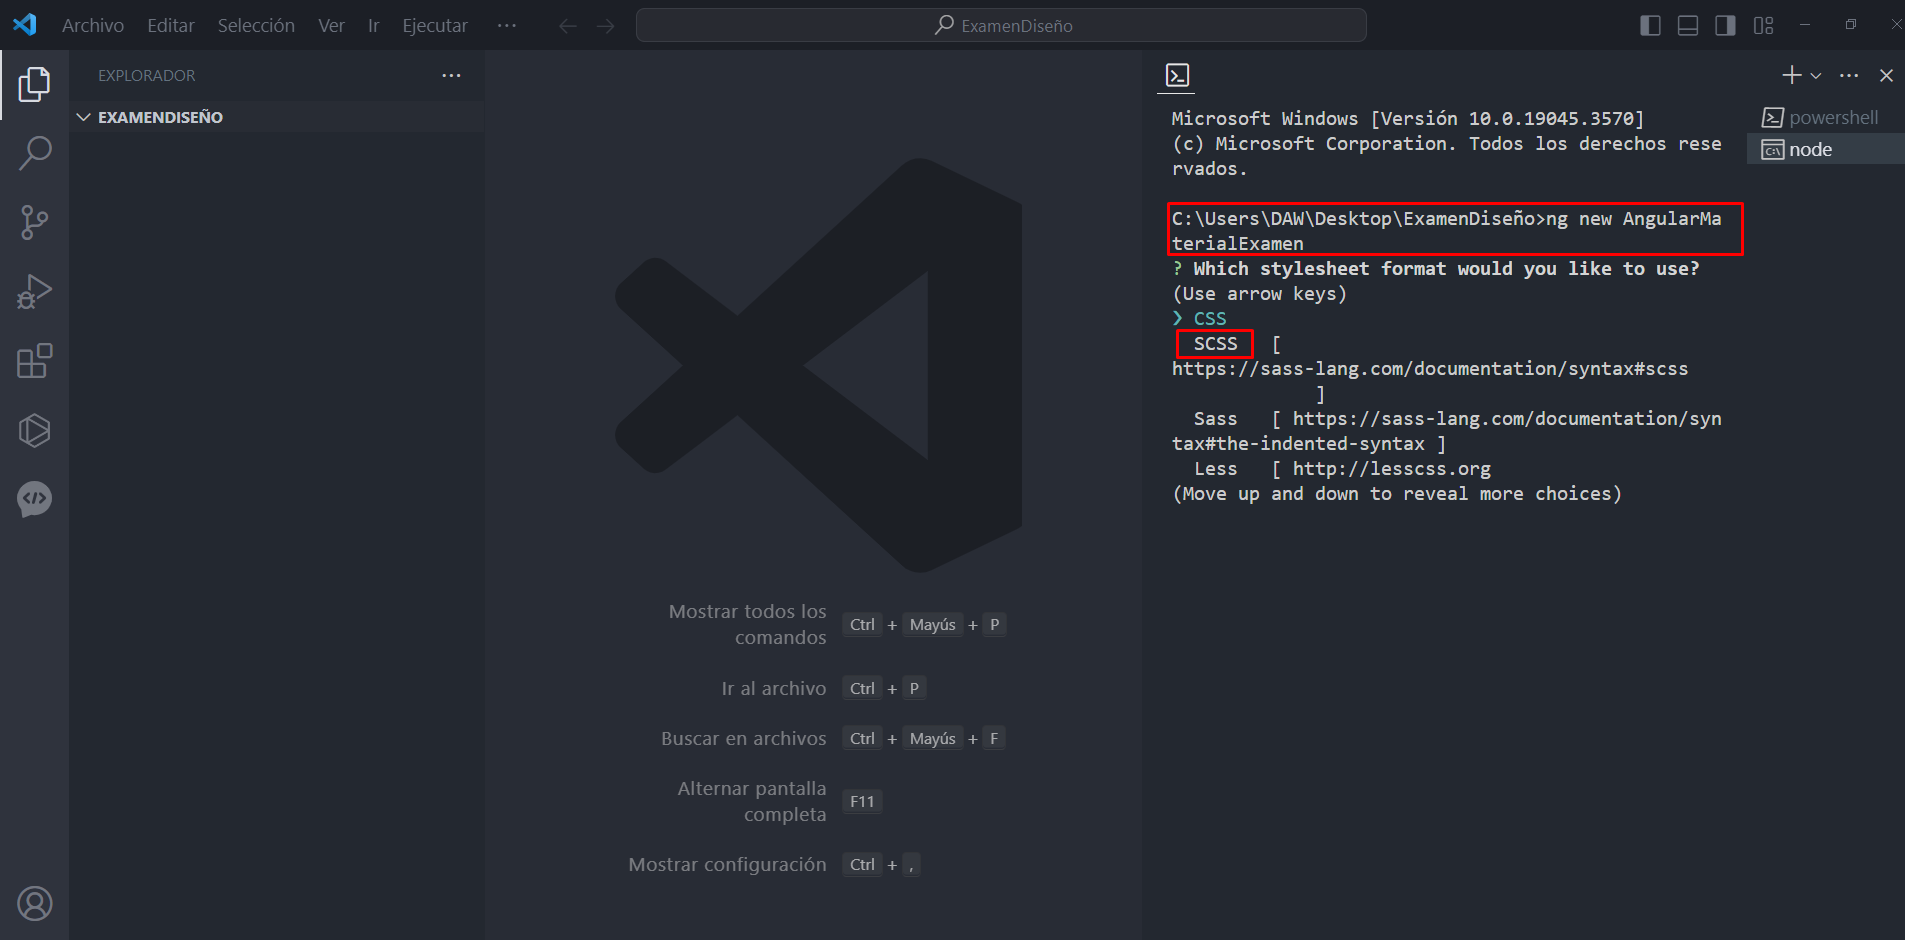 Archivo Editar Selección Ver Ir Ejecutar ···
ExamenDiseño
EXPLORADOR ···
EXAMENDISEÑO
Mostrar todos los comandos Ctrl + Mayús + P
Ir al archivo Ctrl + P
Buscar en archivos Ctrl + Mayús + F
Alternar pantalla completa F11
Mostrar configuración Ctrl + ,
Microsoft Windows [Versión 10.0.19045.3570]
(c) Microsoft Corporation. Todos los derechos rese
rvados.
C:\Users\DAW\Desktop\ExamenDiseño>ng new AngularMa
terialExamen
? Which stylesheet format would you like to use?
(Use arrow keys)
❯ CSS
SCSS [
https://sass-lang.com/documentation/syntax#scss
]
Sass [ https://sass-lang.com/documentation/syn
tax#the-indented-syntax ]
Less [ http://lesscss.org
(Move up and down to reveal more choices)
powershell
node